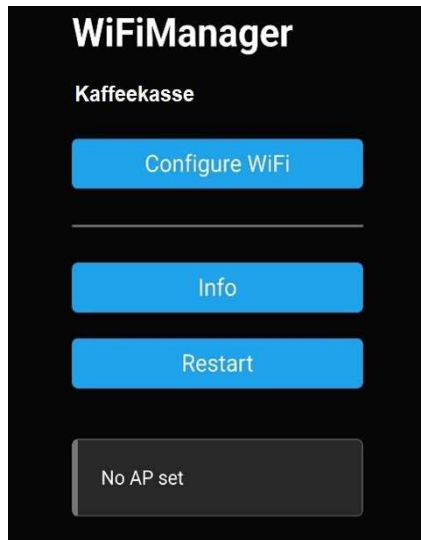 WiFiManager
Kaffeekasse
Configure WiFi
Info
Restart
No AP set